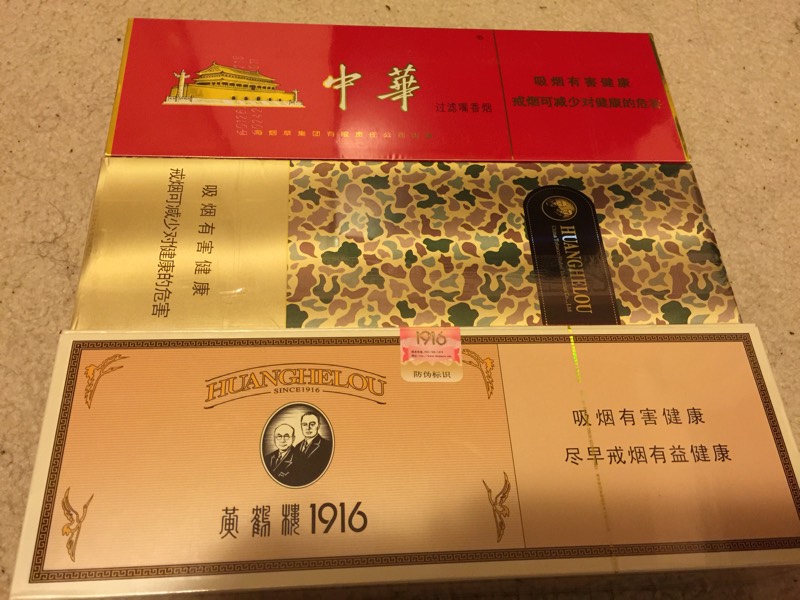 中華
过滤嘴香烟
吸烟有害健康
戒烟可减少对健康的危害
吸烟有害健康
戒烟可减少对健康的危害
HUANGHELOU
1916
防伪标识
HUANGHELOU
SINCE1916
黄鹤樓1916
吸烟有害健康
尽早戒烟有益健康